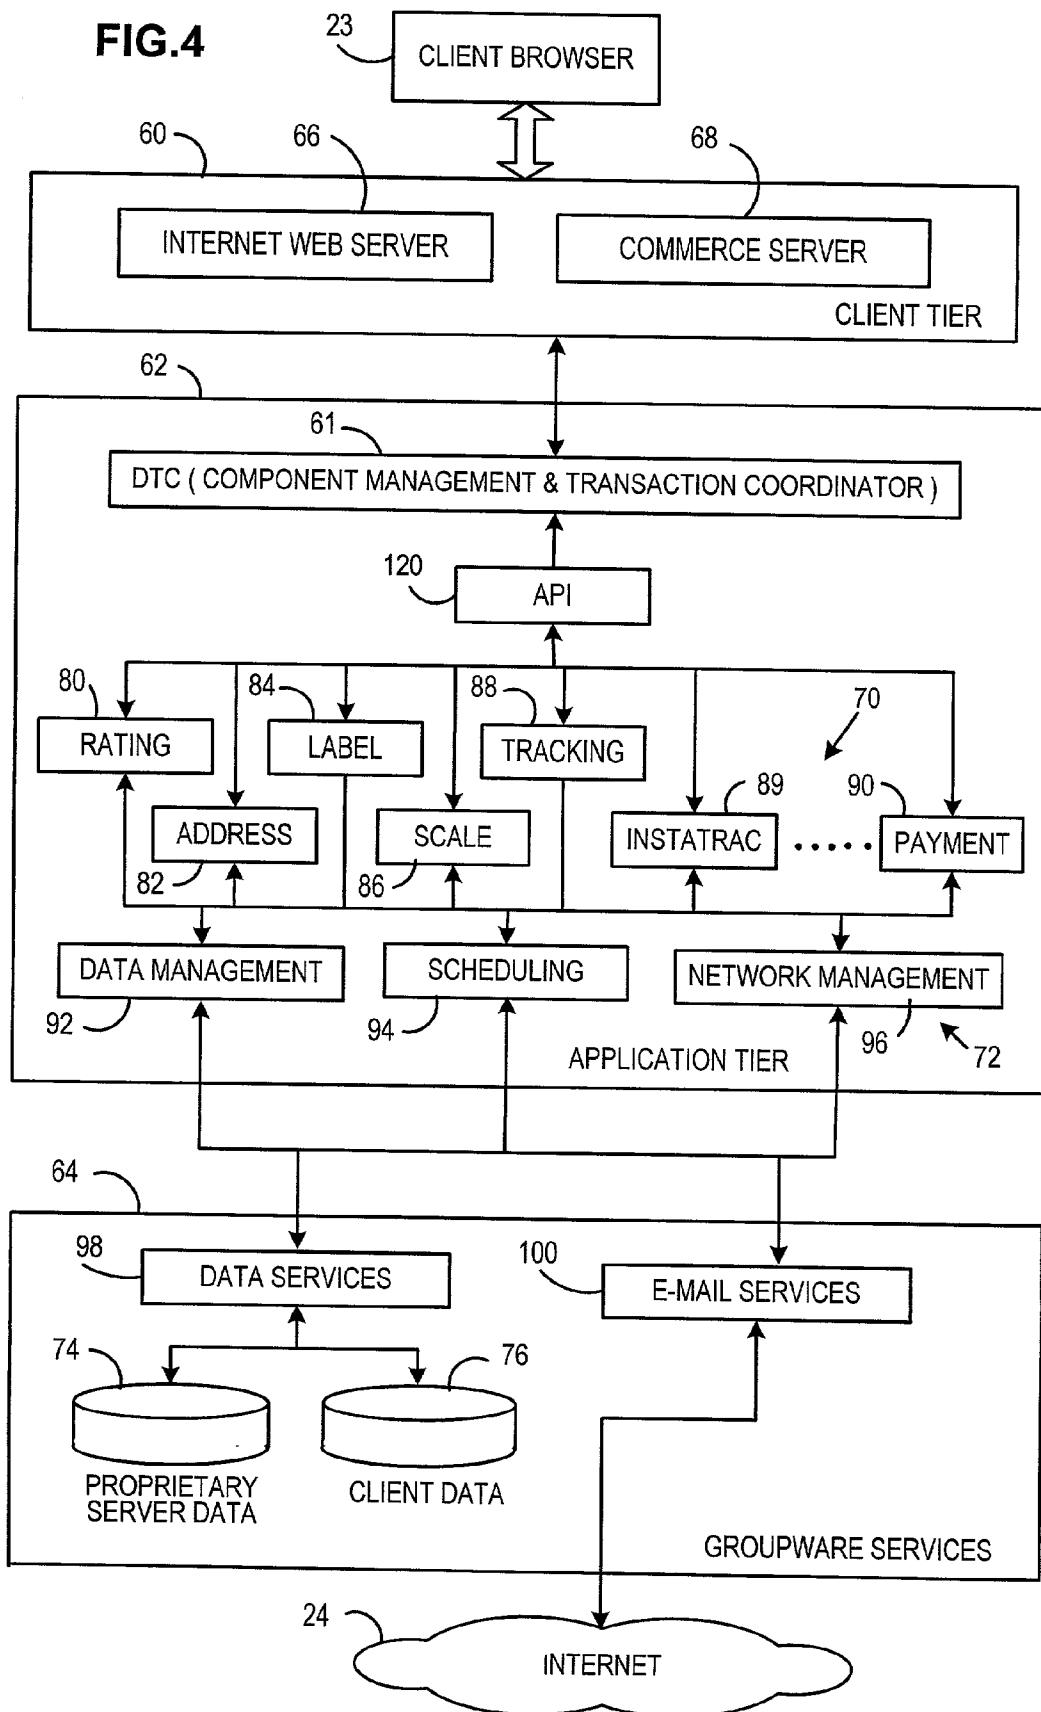 FIG.4
23
CLIENT BROWSER
60
66
68
INTERNET WEB SERVER
COMMERCE SERVER
CLIENT TIER
62
61
DTC ( COMPONENT MANAGEMENT & TRANSACTION COORDINATOR )
120
API
80
84
88
70
RATING
LABEL
TRACKING
89
90
ADDRESS
SCALE
INSTATRAC
.....
PAYMENT
82
86
DATA MANAGEMENT
SCHEDULING
NETWORK MANAGEMENT
92
94
96
72
APPLICATION TIER
64
98
DATA SERVICES
100
E-MAIL SERVICES
74
76
PROPRIETARY
SERVER DATA
CLIENT DATA
GROUPWARE SERVICES
24
INTERNET